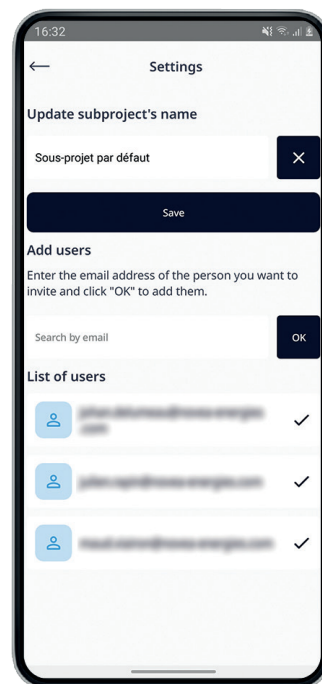 16:32
Settings
Update subproject's name
Sous-projet par défaut
Save
Add users
Enter the email address of the person you want to
invite and click "OK" to add them.
Search by email
OK
List of users